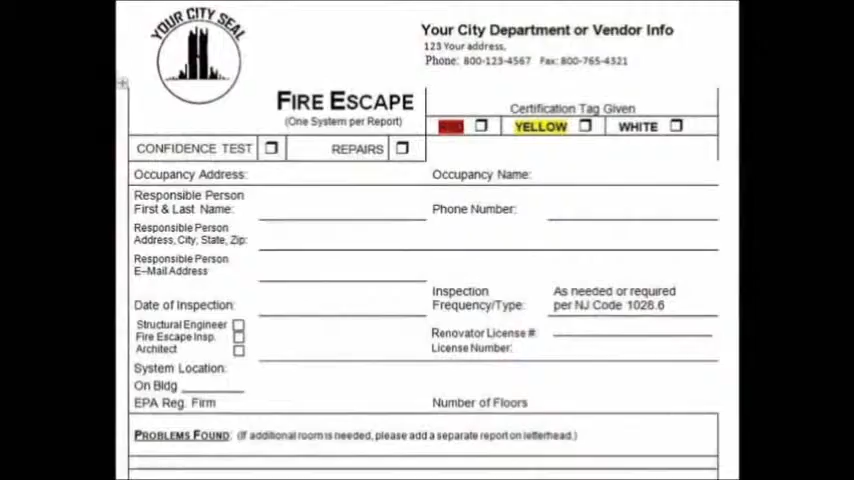 YOUR CITY SEAL
Your City Department or Vendor Info
123 Your address,
Phone: 800-123-4567 Fax: 800-765-4321
FIRE ESCAPE
(One System per Report)
Certification Tag Given
RED
YELLOW
WHITE
CONFIDENCE TEST
REPAIRS
Occupancy Address:
Occupancy Name:
Responsible Person
First & Last Name:
Phone Number:
Responsible Person
Address, City, State, Zip:
Responsible Person
E-Mail Address
Inspection
Frequency/Type:
As needed or required
per NJ Code 1028.6
Date of Inspection:
Structural Engineer
Fire Escape Insp.
Architect
Renovator License #:
License Number:
System Location:
On Bldg
EPA Reg. Firm
Number of Floors
PROBLEMS FOUND: (If additional room is needed, please add a separate report on letterhead.)